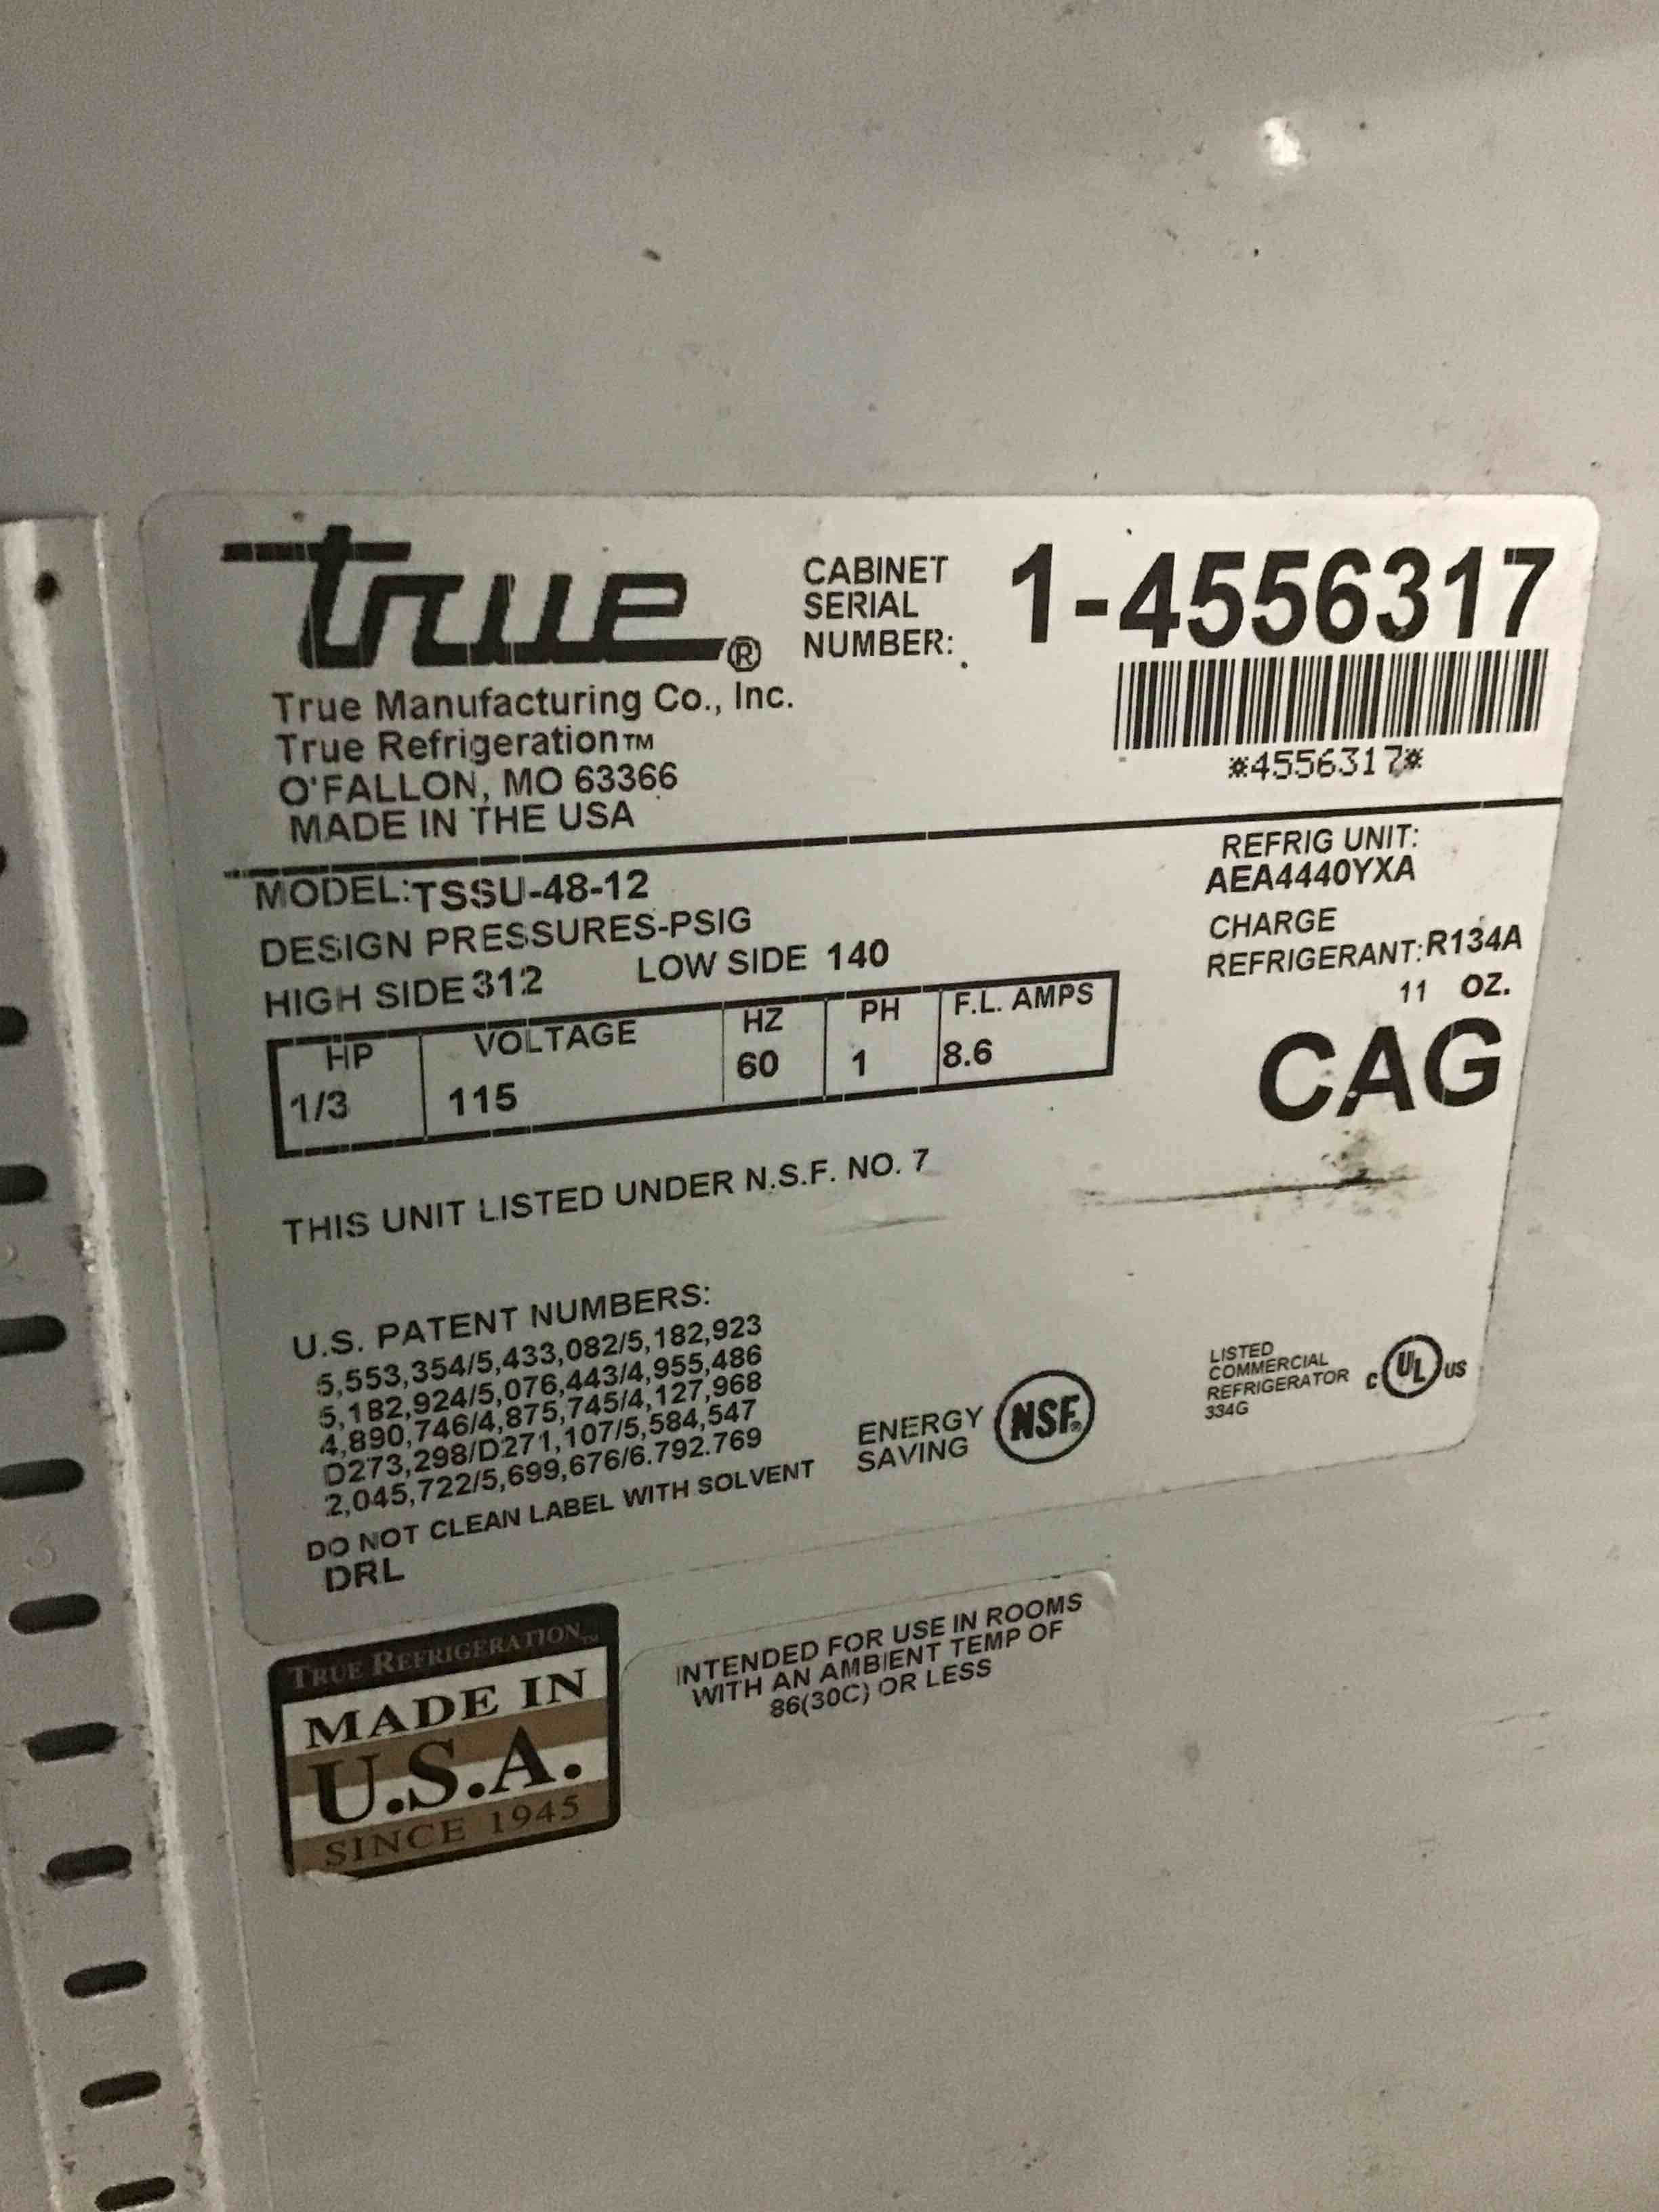 true®
CABINET
SERIAL
NUMBER:
1-4556317
*4556317*
True Manufacturing Co., Inc.
True Refrigeration™
O'FALLON, MO 63366
MADE IN THE USA
MODEL:TSSU-48-12
DESIGN PRESSURES-PSIG
HIGH SIDE 312 LOW SIDE 140
REFRIG UNIT:
AEA4440YXA
CHARGE
REFRIGERANT:R134A
11 OZ.
CAG
HP VOLTAGE HZ PH F.L. AMPS
1/3 115 60 1 8.6
THIS UNIT LISTED UNDER N.S.F. NO. 7
U.S. PATENT NUMBERS:
5,553,354/5,433,082/5,182,923
5,182,924/5,076,443/4,955,486
4,890,746/4,875,745/4,127,968
D273,298/D271,107/5,584,547
2,045,722/5,699,676/6.792.769
DO NOT CLEAN LABEL WITH SOLVENT
DRL
ENERGY
SAVING
NSF®
LISTED
COMMERCIAL
REFRIGERATOR
334G
c UL US
TRUE REFRIGERATION™
MADE IN
U.S.A.
SINCE 1945
INTENDED FOR USE IN ROOMS
WITH AN AMBIENT TEMP OF
86(30C) OR LESS